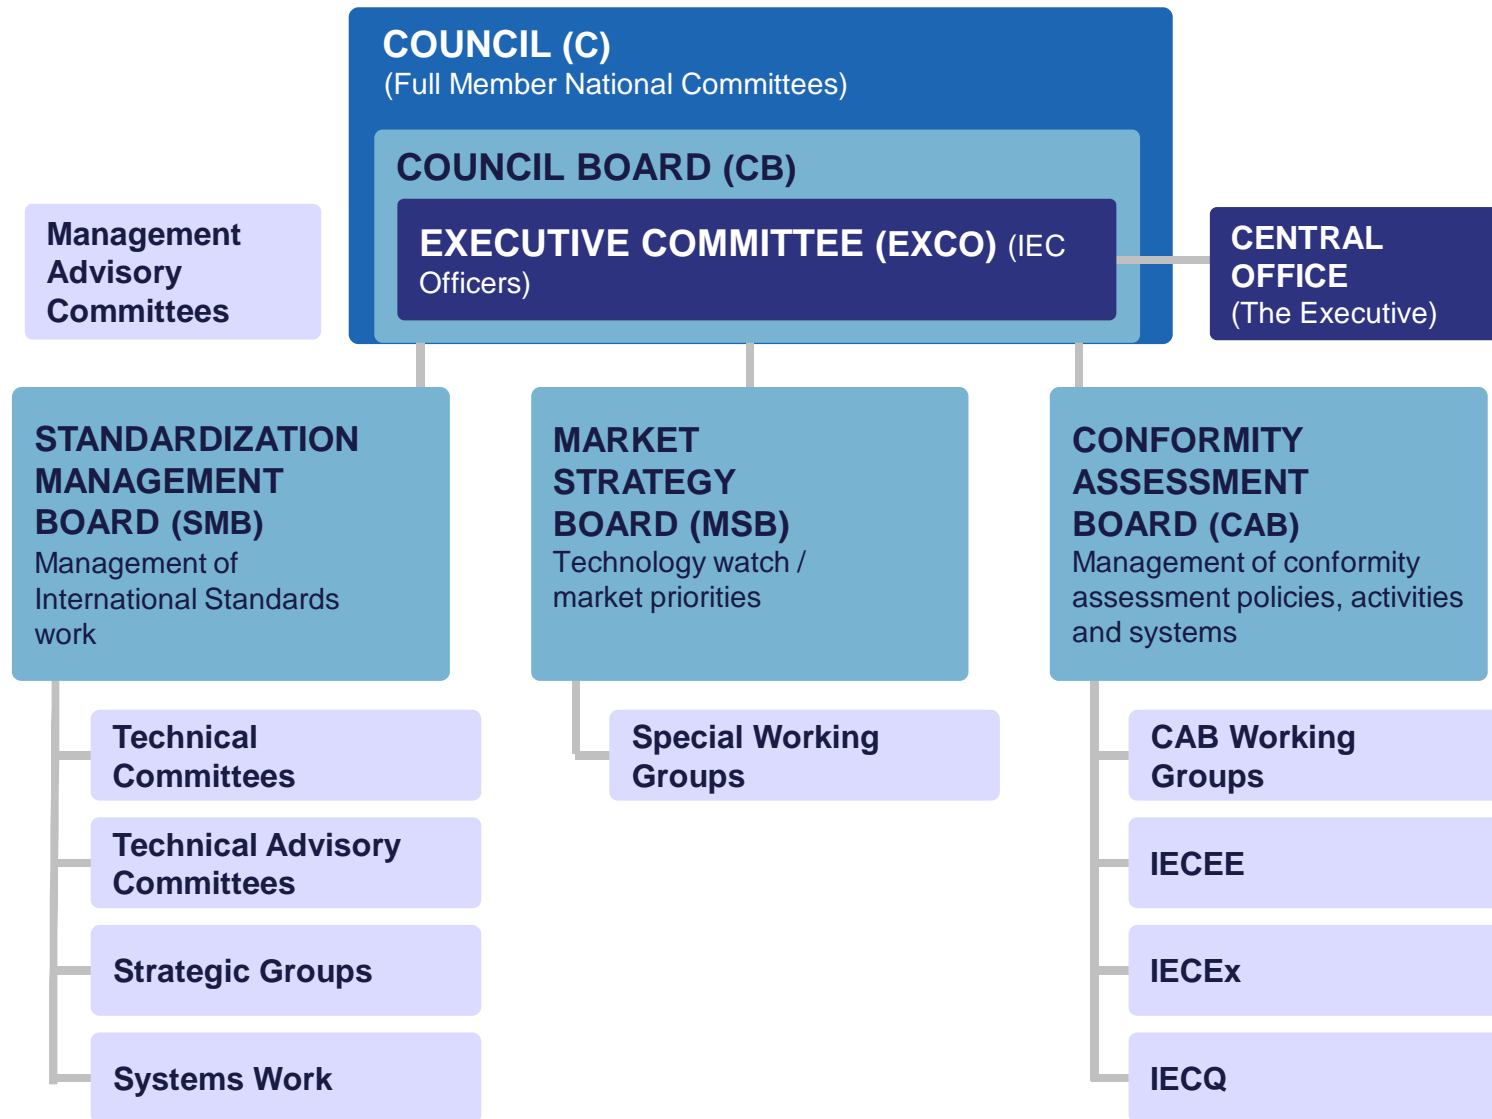 COUNCIL (C)
(Full Member National Committees)
COUNCIL BOARD (CB)
EXECUTIVE COMMITTEE (EXCO) (IEC
Officers)
Management
Advisory
Committees
CENTRAL
OFFICE
(The Executive)
STANDARDIZATION
MANAGEMENT
BOARD (SMB)
Management of
International Standards
work
MARKET
STRATEGY
BOARD (MSB)
Technology watch /
market priorities
CONFORMITY
ASSESSMENT
BOARD (CAB)
Management of conformity
assessment policies, activities
and systems
Technical
Committees
Technical Advisory
Committees
Strategic Groups
Systems Work
Special Working
Groups
CAB Working
Groups
IECEE
IECEx
IECQ